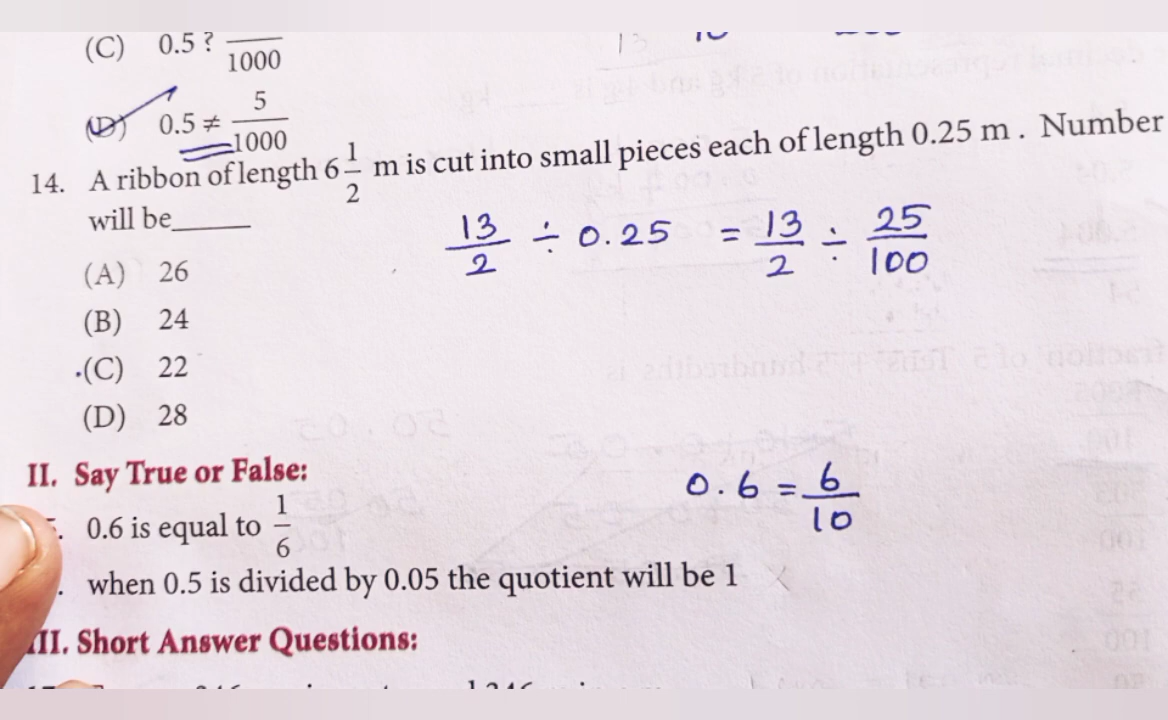 (C) 0.5 ? /1000
(D) 0.5 ≠ 5/1000
14. A ribbon of length 6 1/2 m is cut into small pieces each of length 0.25 m . Number
will be_____
13/2 ÷ 0.25 = 13/2 ÷ 25/100
(A) 26
(B) 24
(C) 22
(D) 28
II. Say True or False:
0.6 = 6/10
0.6 is equal to 1/6
when 0.5 is divided by 0.05 the quotient will be 1
III. Short Answer Questions: